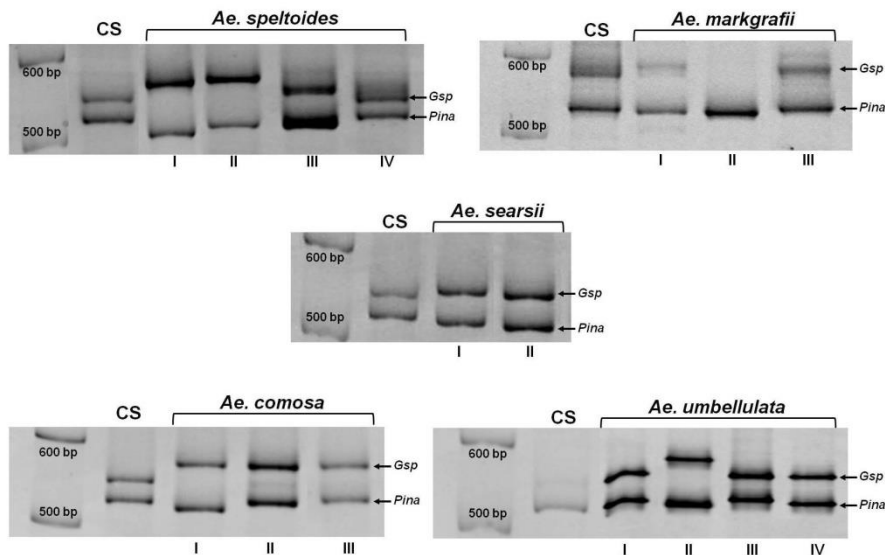 Ae. speltoides
CS
600 bp
Gsp
Pina
500 bp
I II III IV
Ae. markgrafii
CS
600 bp
Gsp
Pina
500 bp
I II III
Ae. searsii
CS
600 bp
Gsp
500 bp
Pina
I II
Ae. comosa
CS
600 bp
Gsp
Pina
500 bp
I II III
Ae. umbellulata
CS
600 bp
Gsp
Pina
500 bp
I II III IV